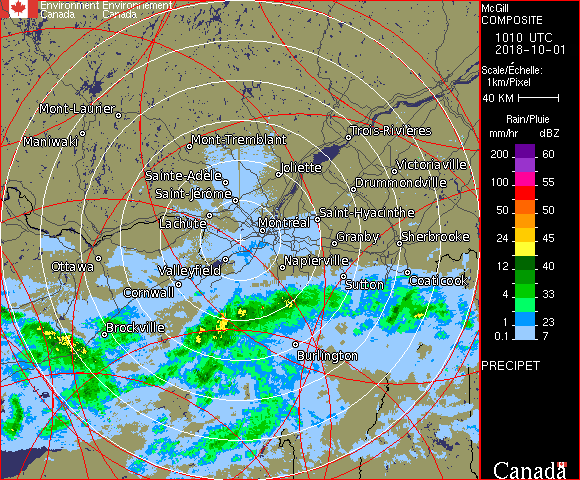 Environment Environnement
Canada Canada
Mont-Laurier
Maniwaki
Mont-Tremblant
Trois-Rivières
Sainte-Adèle
Joliette
Victoriaville
Saint-Jérôme
Drummondville
Lachute
Montréal
Saint-Hyacinthe
Ottawa
Granby
Sherbrooke
Valleyfield
Napierville
Cornwall
Sutton
Coaticook
Brockville
Burlington
McGill
COMPOSITE
1010 UTC
2018-10-01
Scale/Échelle:
1km/Pixel
40 KM
Rain/Pluie
mm/hr dBZ
200 60
100 55
50 50
24 45
12 40
4 33
1 23
0.1 7
PRECIPET
Canada